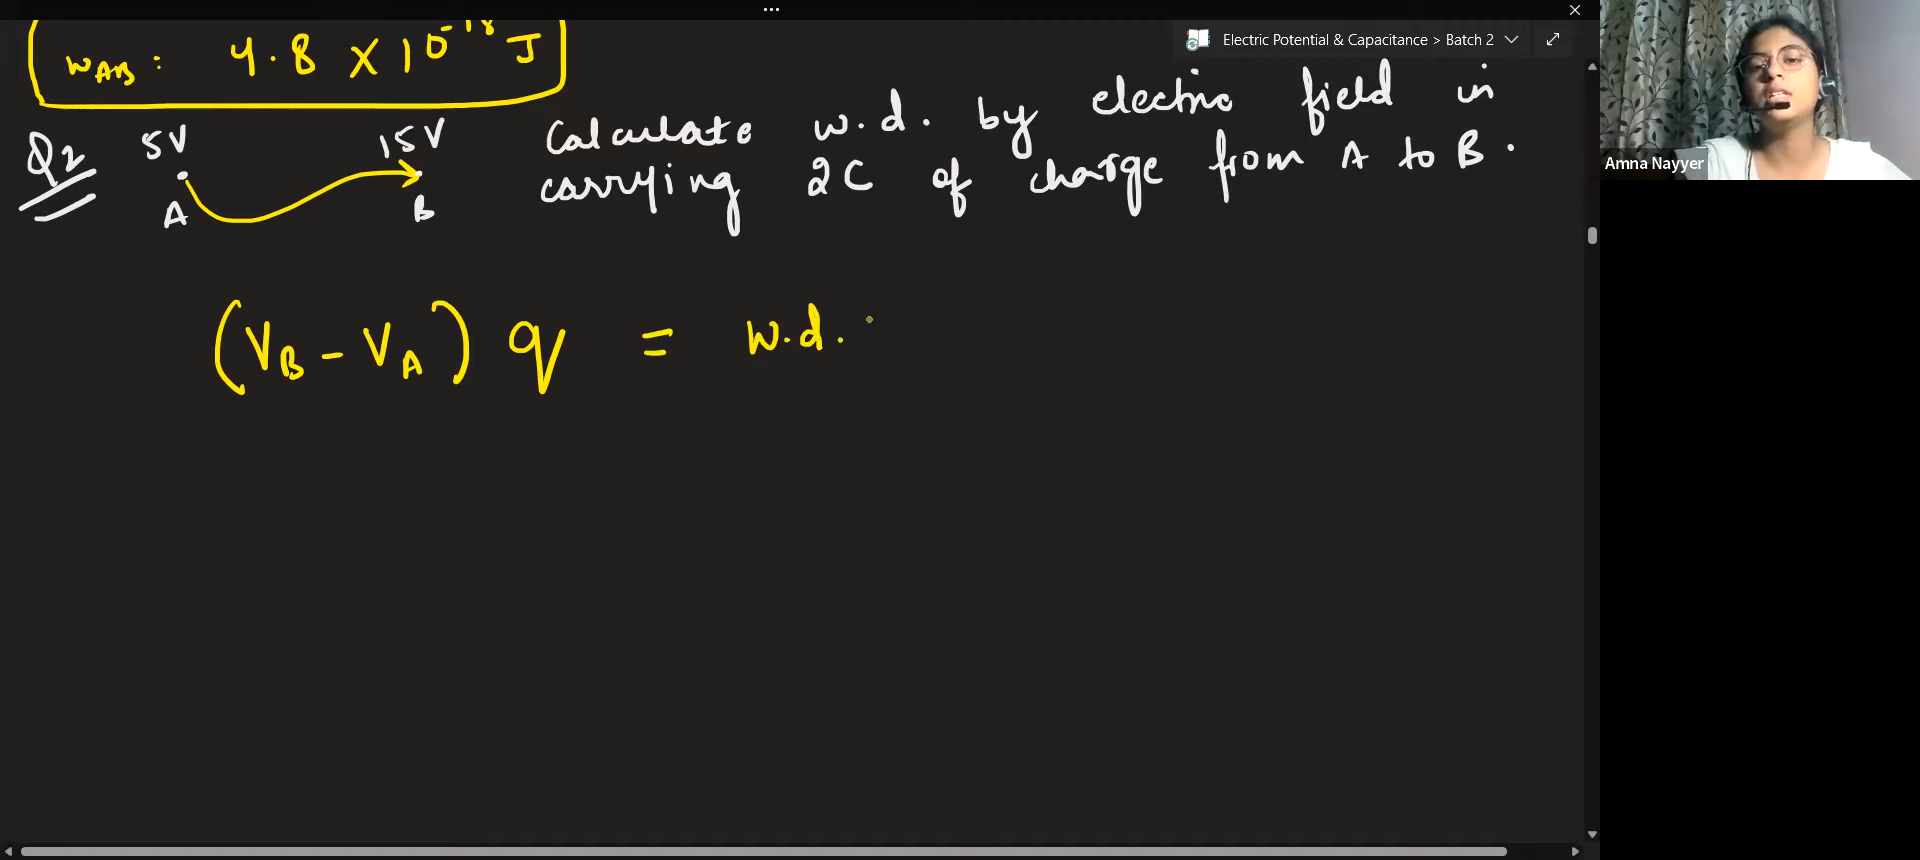 Electric Potential & Capacitance > Batch 2
W_AB : 4.8 × 10^-18 J
Q2
5V 15V
A B
Calculate w.d. by electric field in
carrying 2C of charge from A to B.
(V_B - V_A) q = w.d.
Amna Nayyer